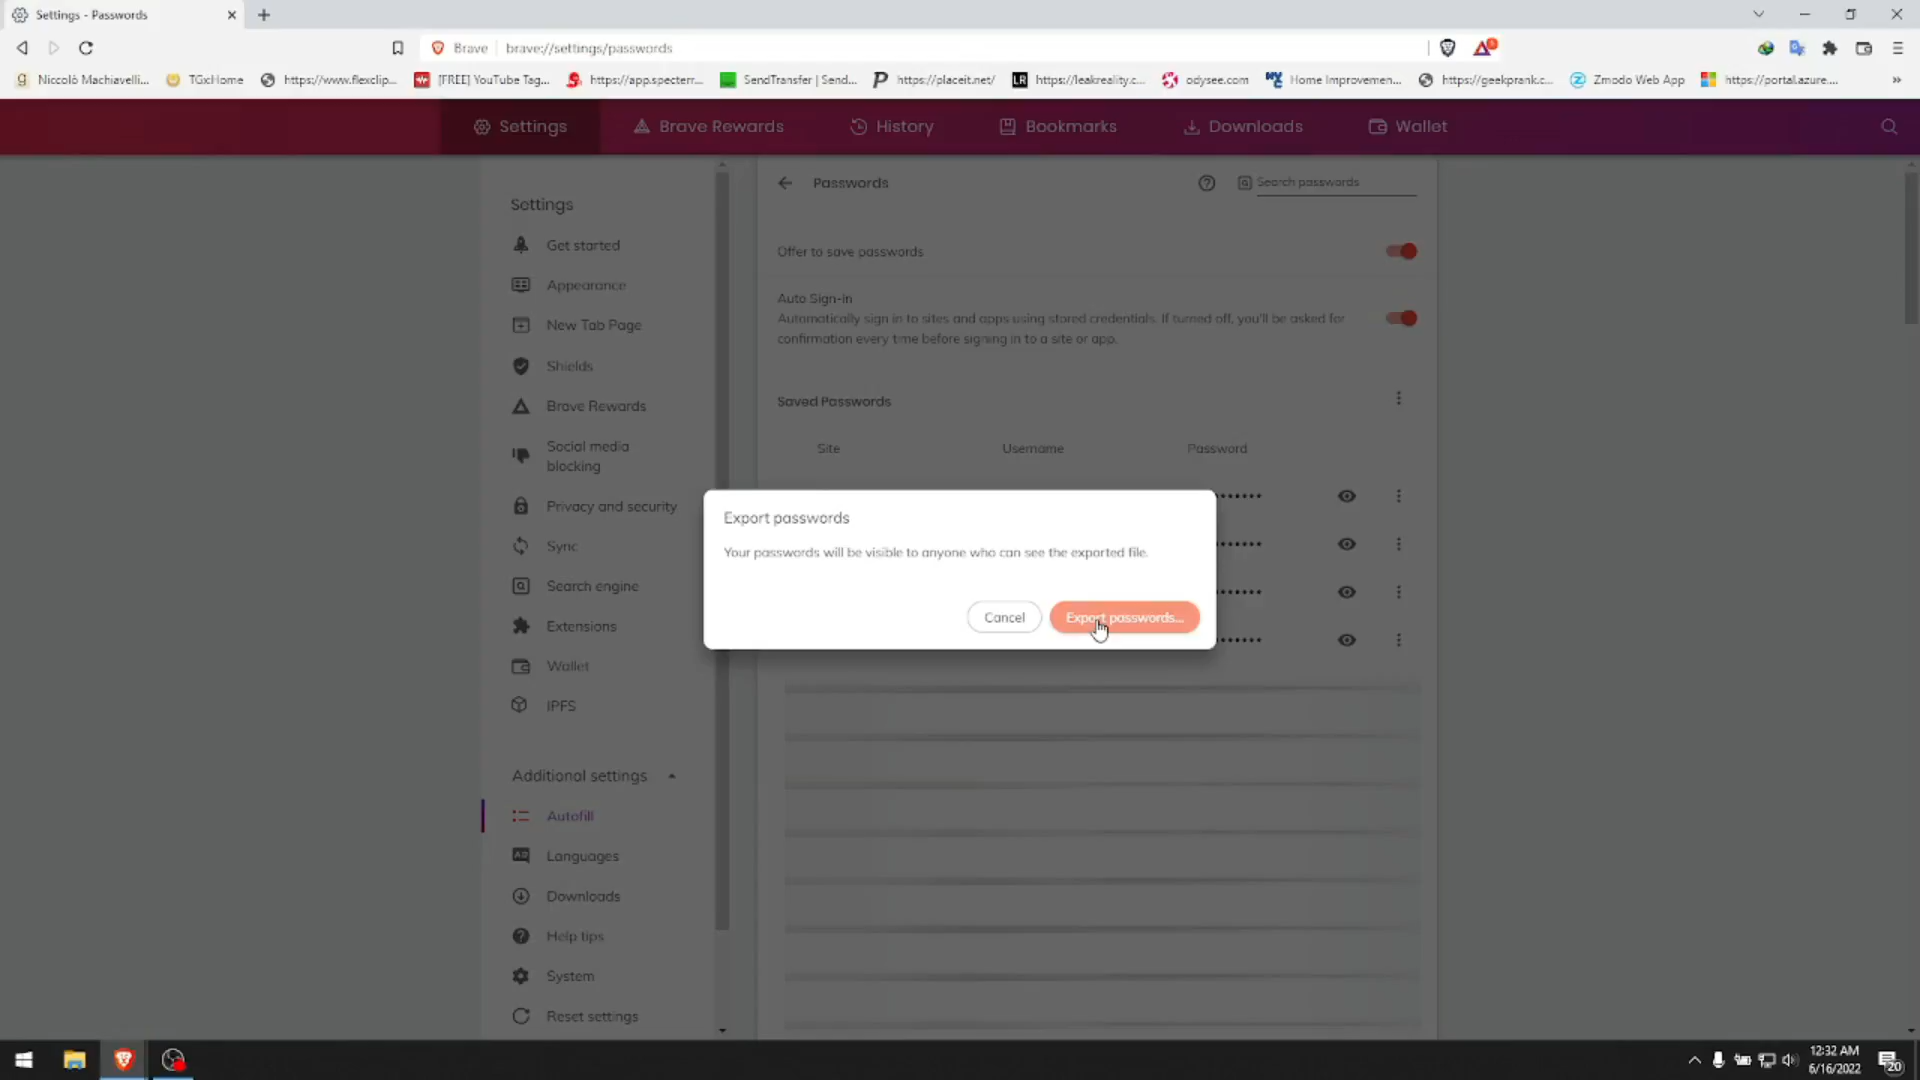 Settings - Passwords
Brave
brave://settings/passwords
Niccolò Machiavelli...
TGxHome
https://www.flexclip...
[FREE] YouTube Tag...
https://app.specterr...
SendTransfer | Send...
https://placeit.net/
https://leakreality.c...
odysee.com
Home Improvemen...
https://geekprank.c...
Zmodo Web App
https://portal.azure....
Settings
Brave Rewards
History
Bookmarks
Downloads
Wallet
Settings
Get started
Appearance
New Tab Page
Shields
Brave Rewards
Social media
blocking
Privacy and security
Sync
Search engine
Extensions
Wallet
IPFS
Additional settings
Autofill
Languages
Downloads
Help tips
System
Reset settings
Passwords
Search passwords
Offer to save passwords
Auto Sign-in
Automatically sign in to sites and apps using stored credentials. If turned off, you'll be asked for
confirmation every time before signing in to a site or app.
Saved Passwords
Site
Username
Password
Export passwords
Your passwords will be visible to anyone who can see the exported file.
Cancel
Export passwords...
12:32 AM
6/16/2022
20